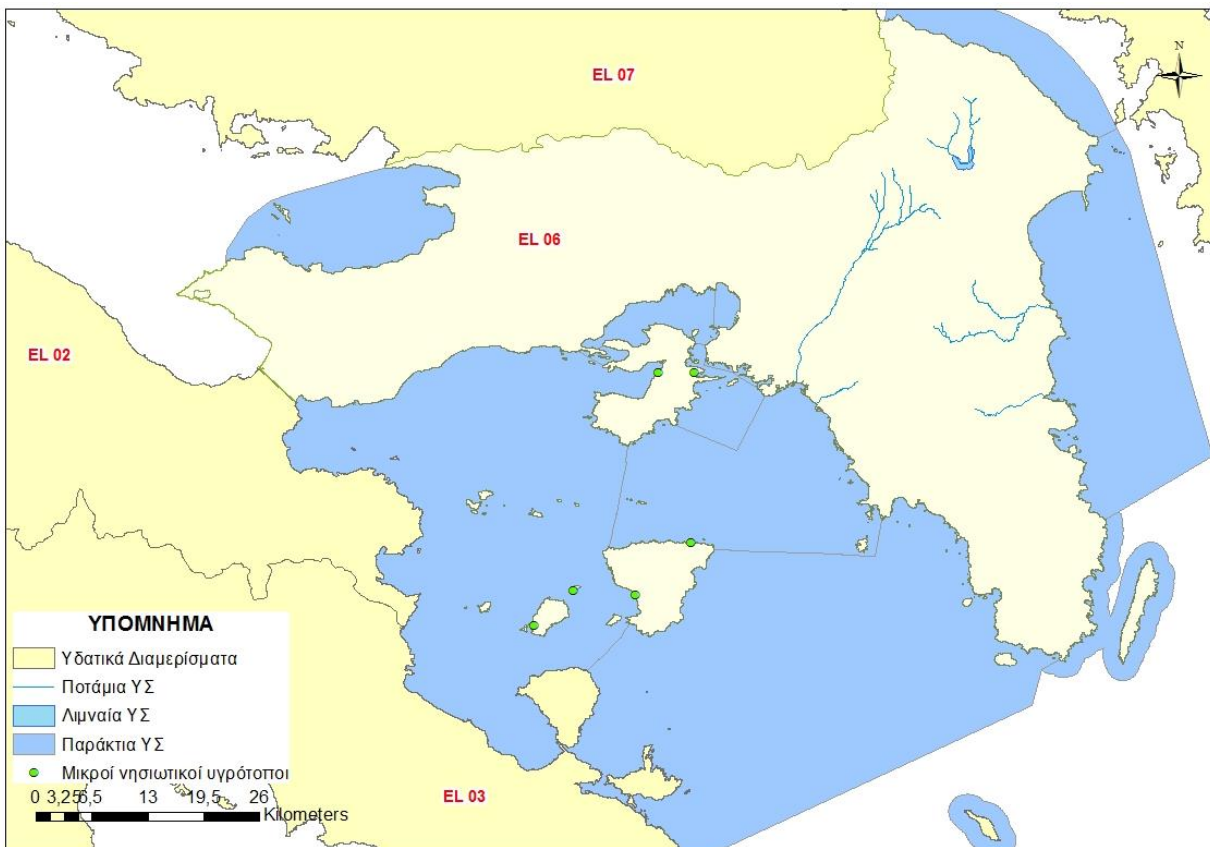 EL 07
N
EL 06
EL 02
ΥΠΟΜΝΗΜΑ
Υδατικά Διαμερίσματα
Ποτάμια ΥΣ
Λιμναία ΥΣ
Παράκτια ΥΣ
Μικροί νησιωτικοί υγρότοποι
0 3,25 6,5 13 19,5 26
Kilometers
EL 03